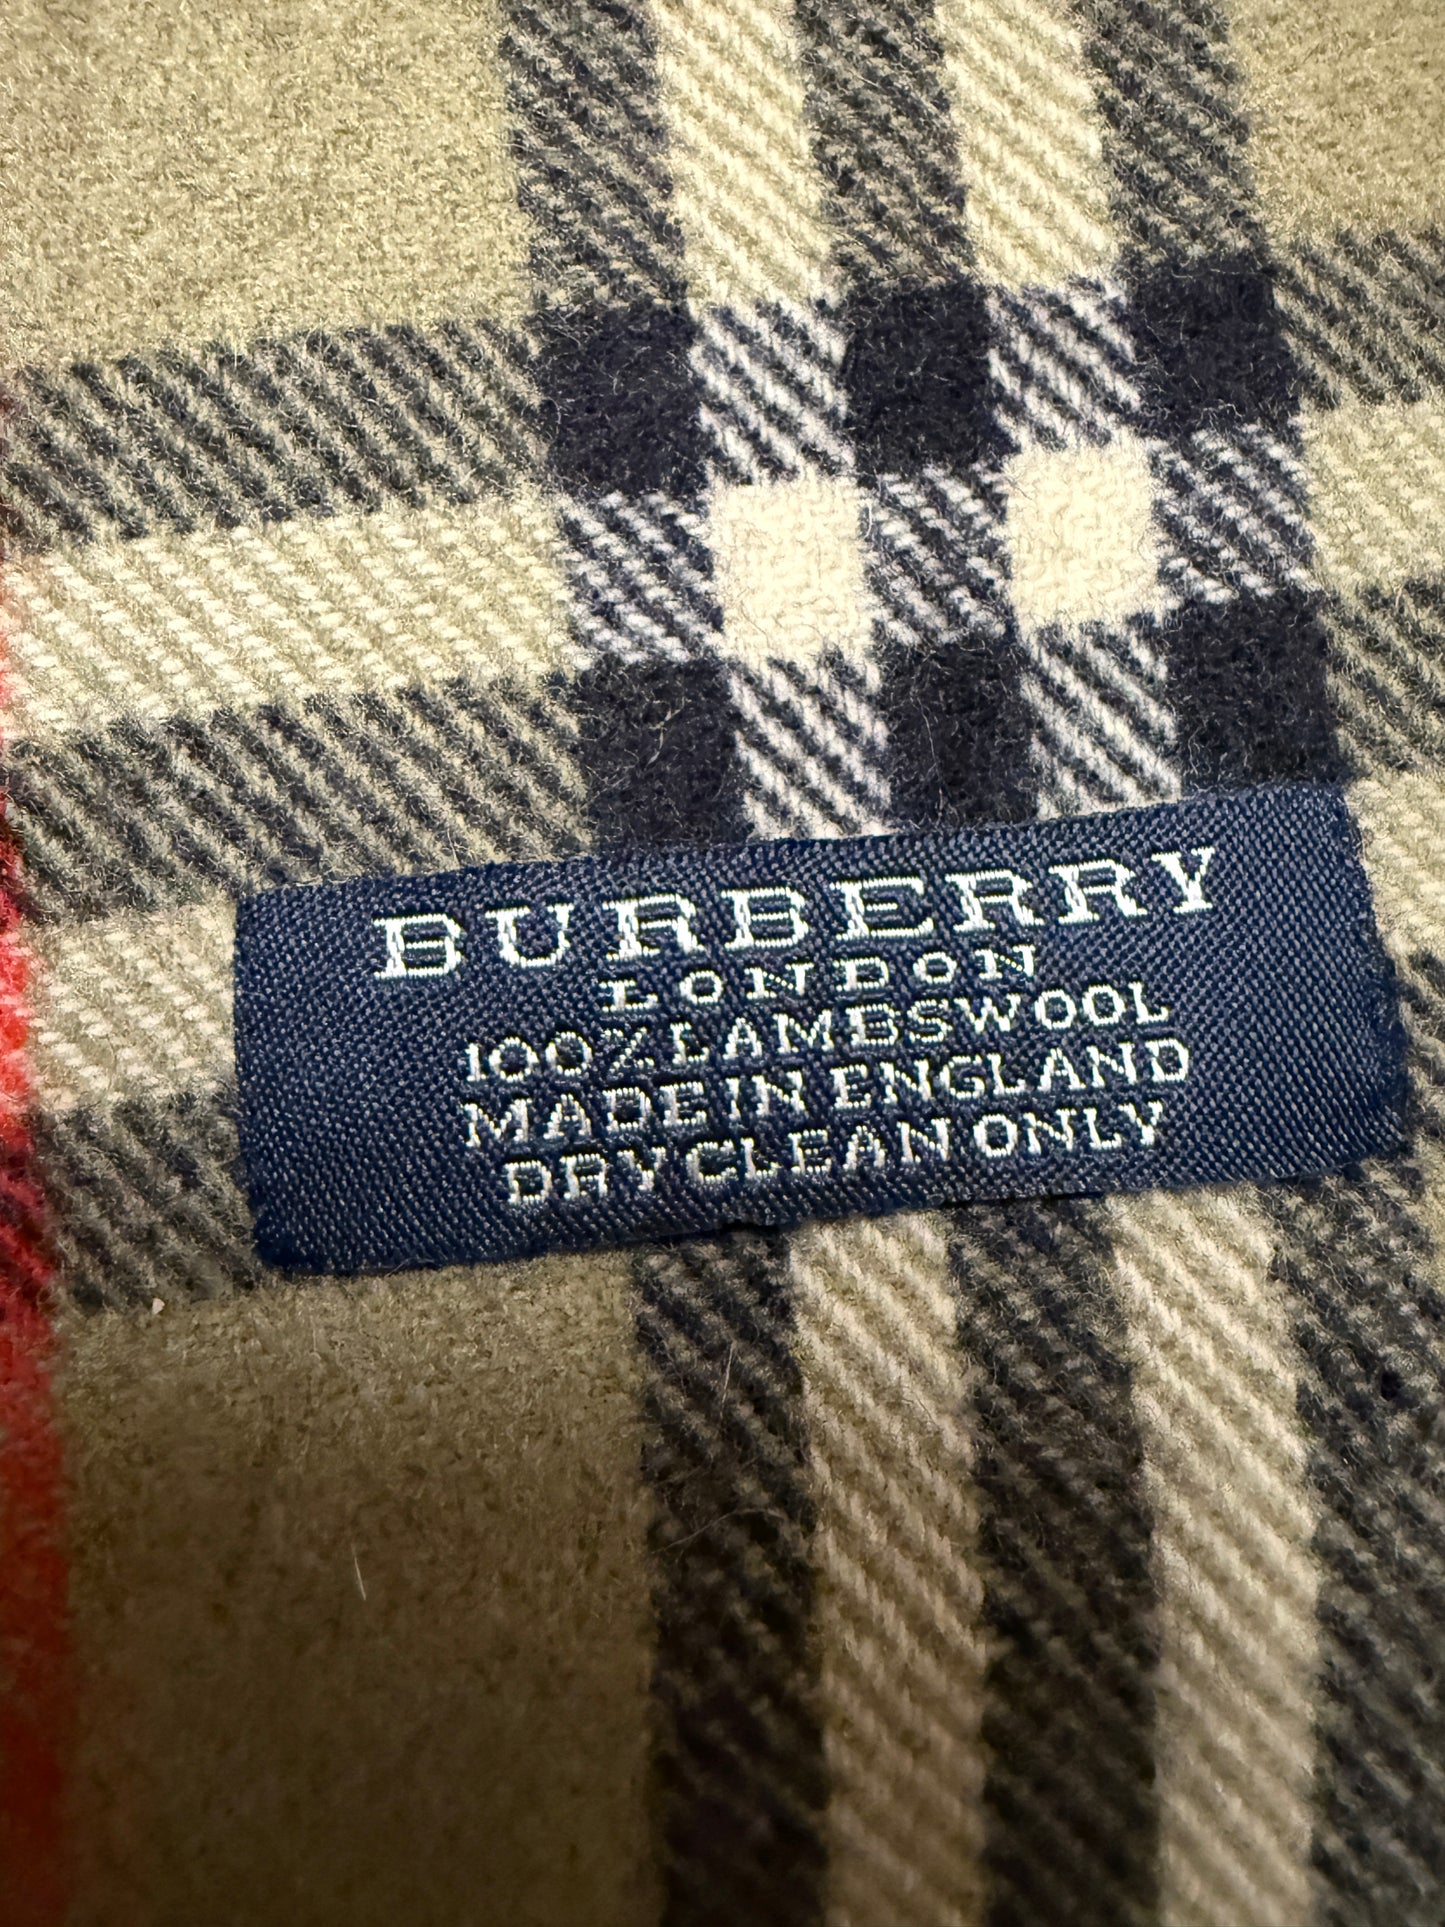 BURBERRY
LONDON
100% LAMBSWOOL
MADE IN ENGLAND
DRY CLEAN ONLY